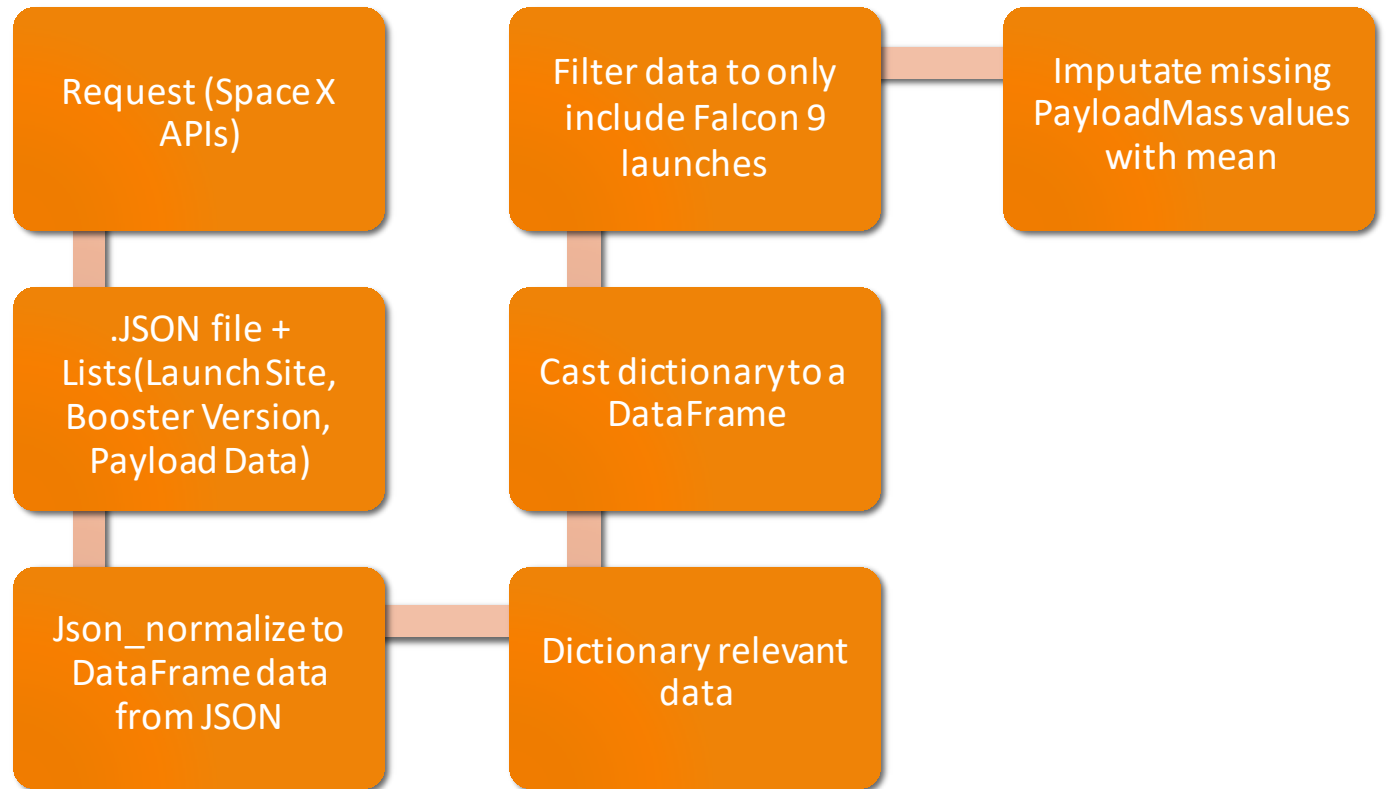 Request (Space X
APIs)
.JSON file +
Lists(Launch Site,
Booster Version,
Payload Data)
Json_normalize to
DataFrame data
from JSON
Dictionary relevant
data
Cast dictionary to a
DataFrame
Filter data to only
include Falcon 9
launches
Imputate missing
PayloadMass values
with mean